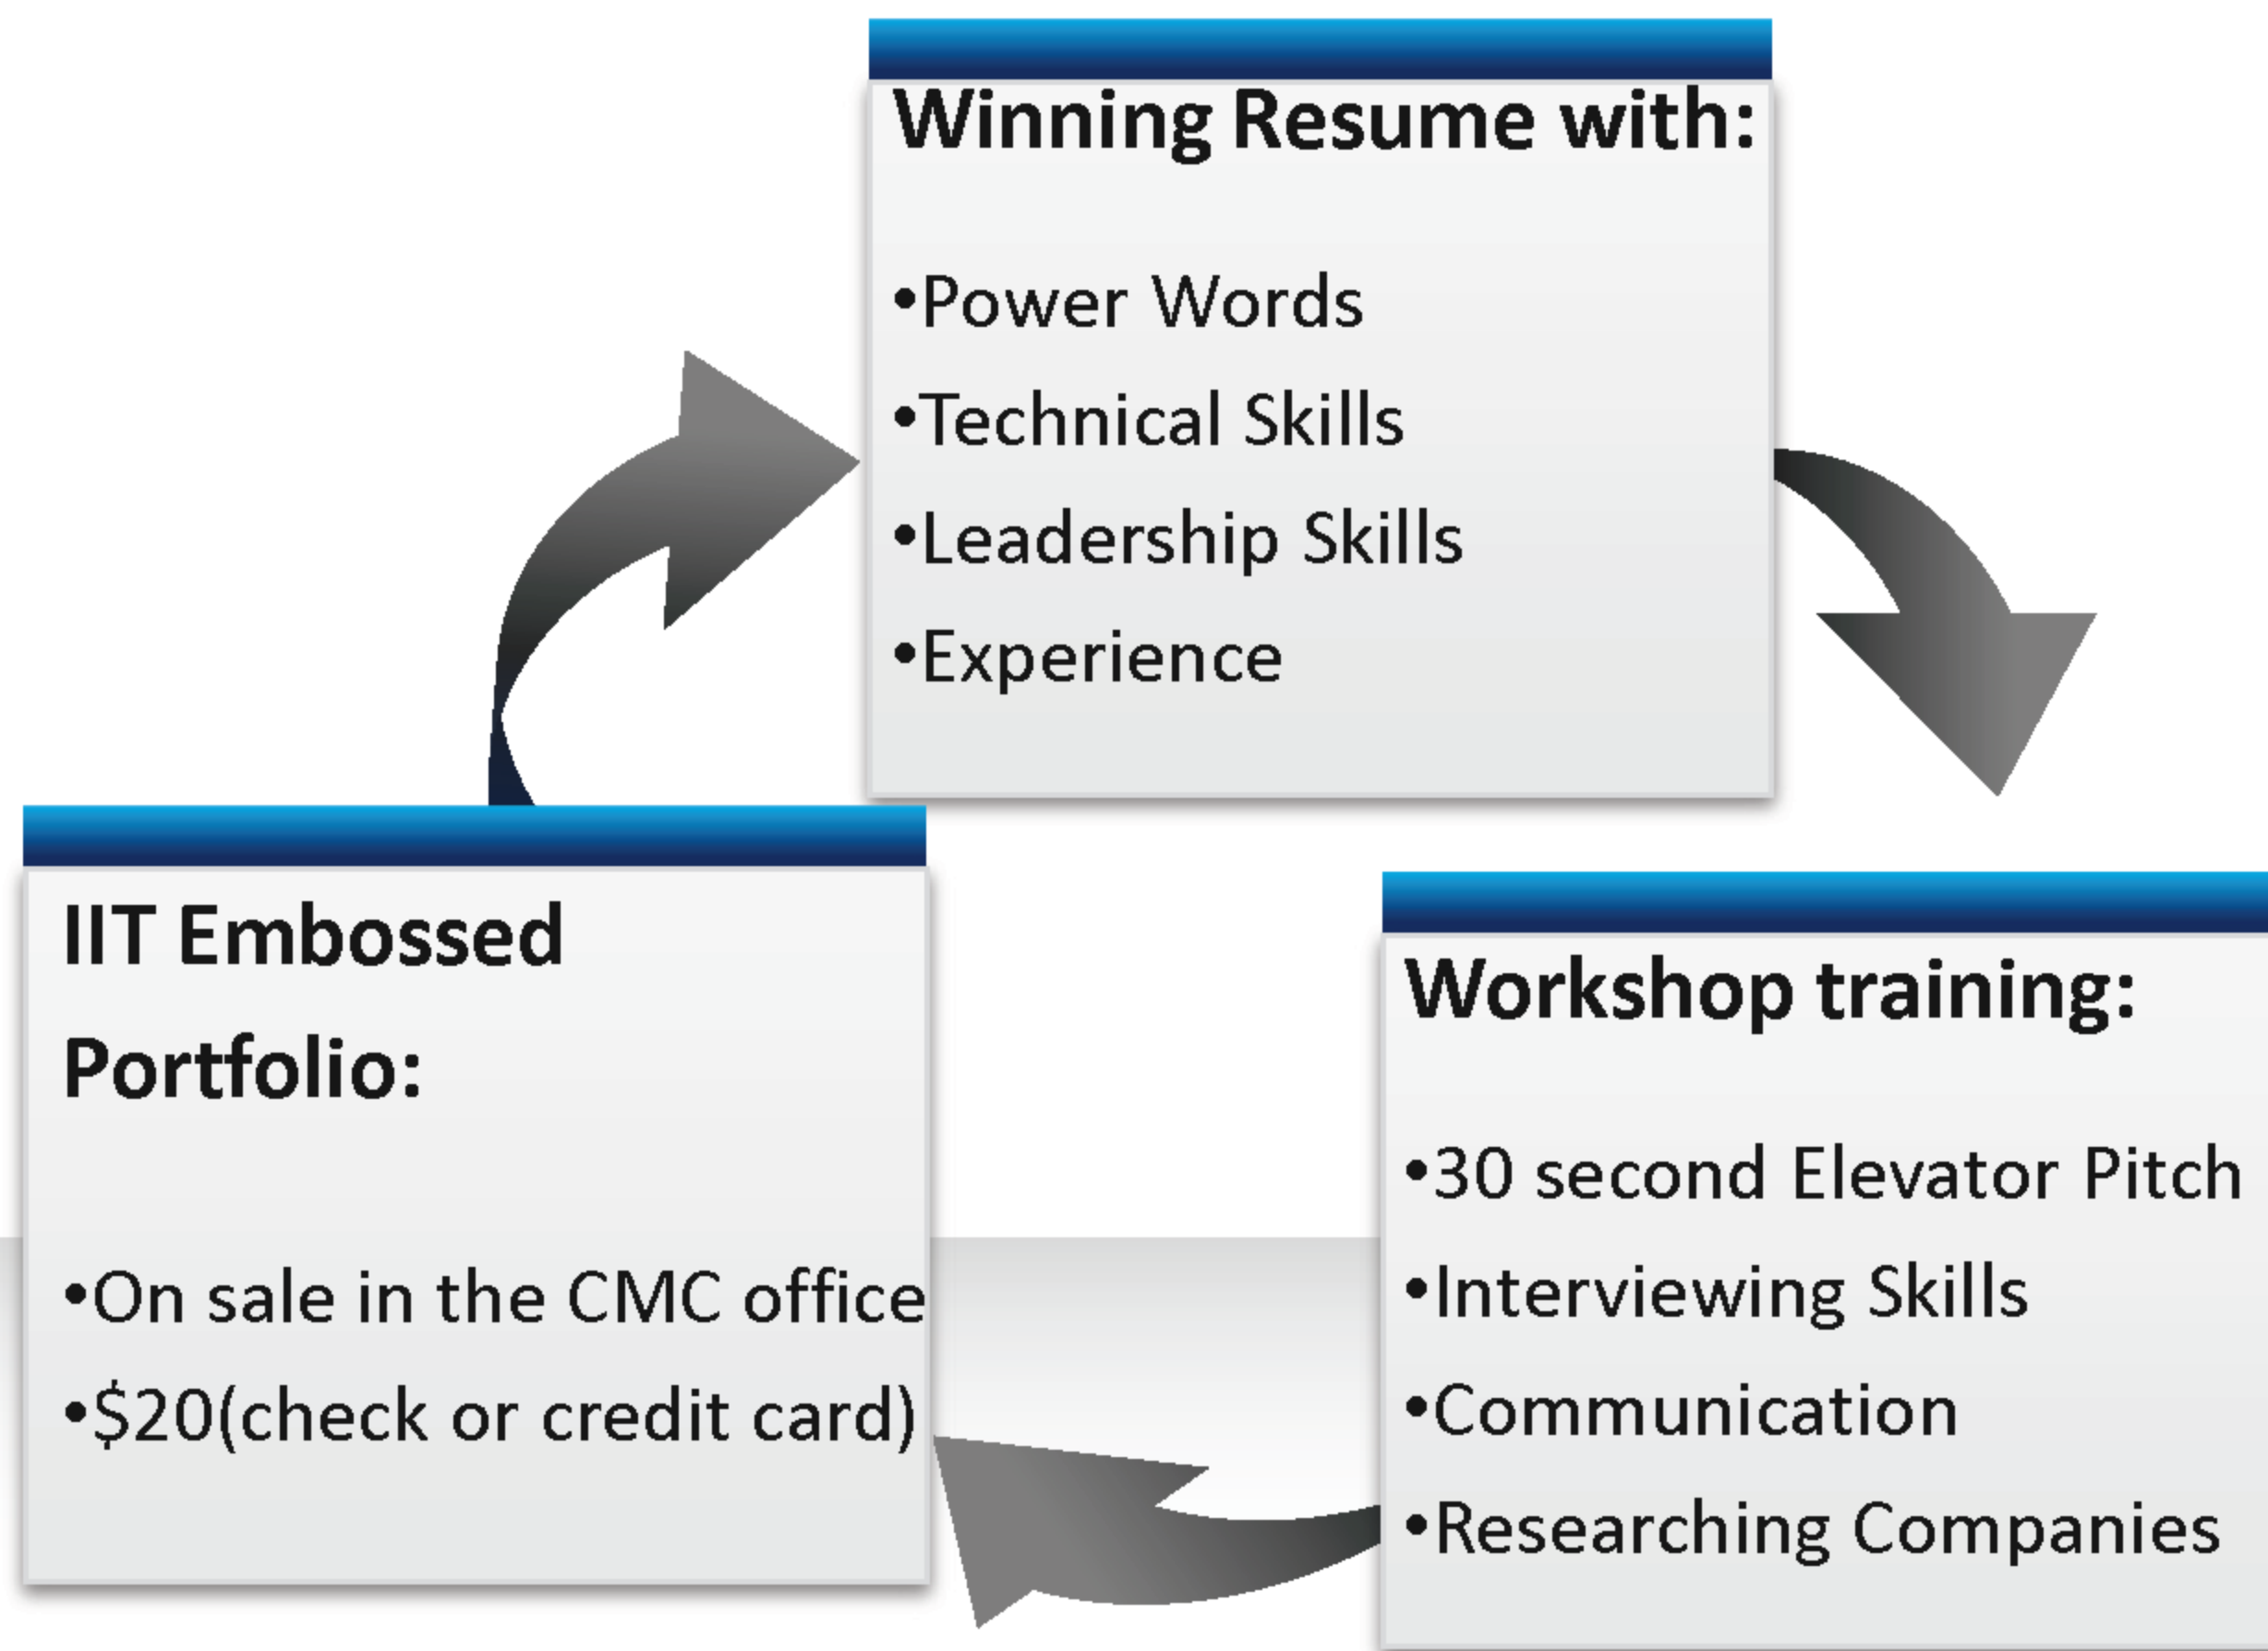 Winning Resume with:
•Power Words
•Technical Skills
•Leadership Skills
•Experience
IIT Embossed
Portfolio:
•On sale in the CMC office
•$20(check or credit card)
Workshop training:
•30 second Elevator Pitch
•Interviewing Skills
•Communication
•Researching Companies